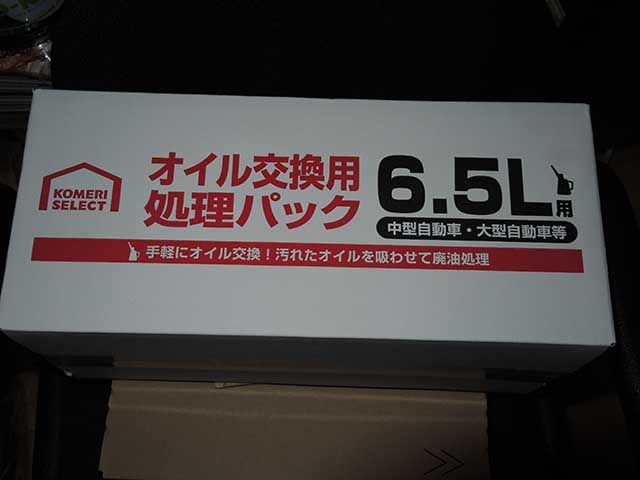 KOMERI
SELECT
オイル交換用
処理パック
6.5L用
中型自動車・大型自動車等
手軽にオイル交換！汚れたオイルを吸わせて廃油処理